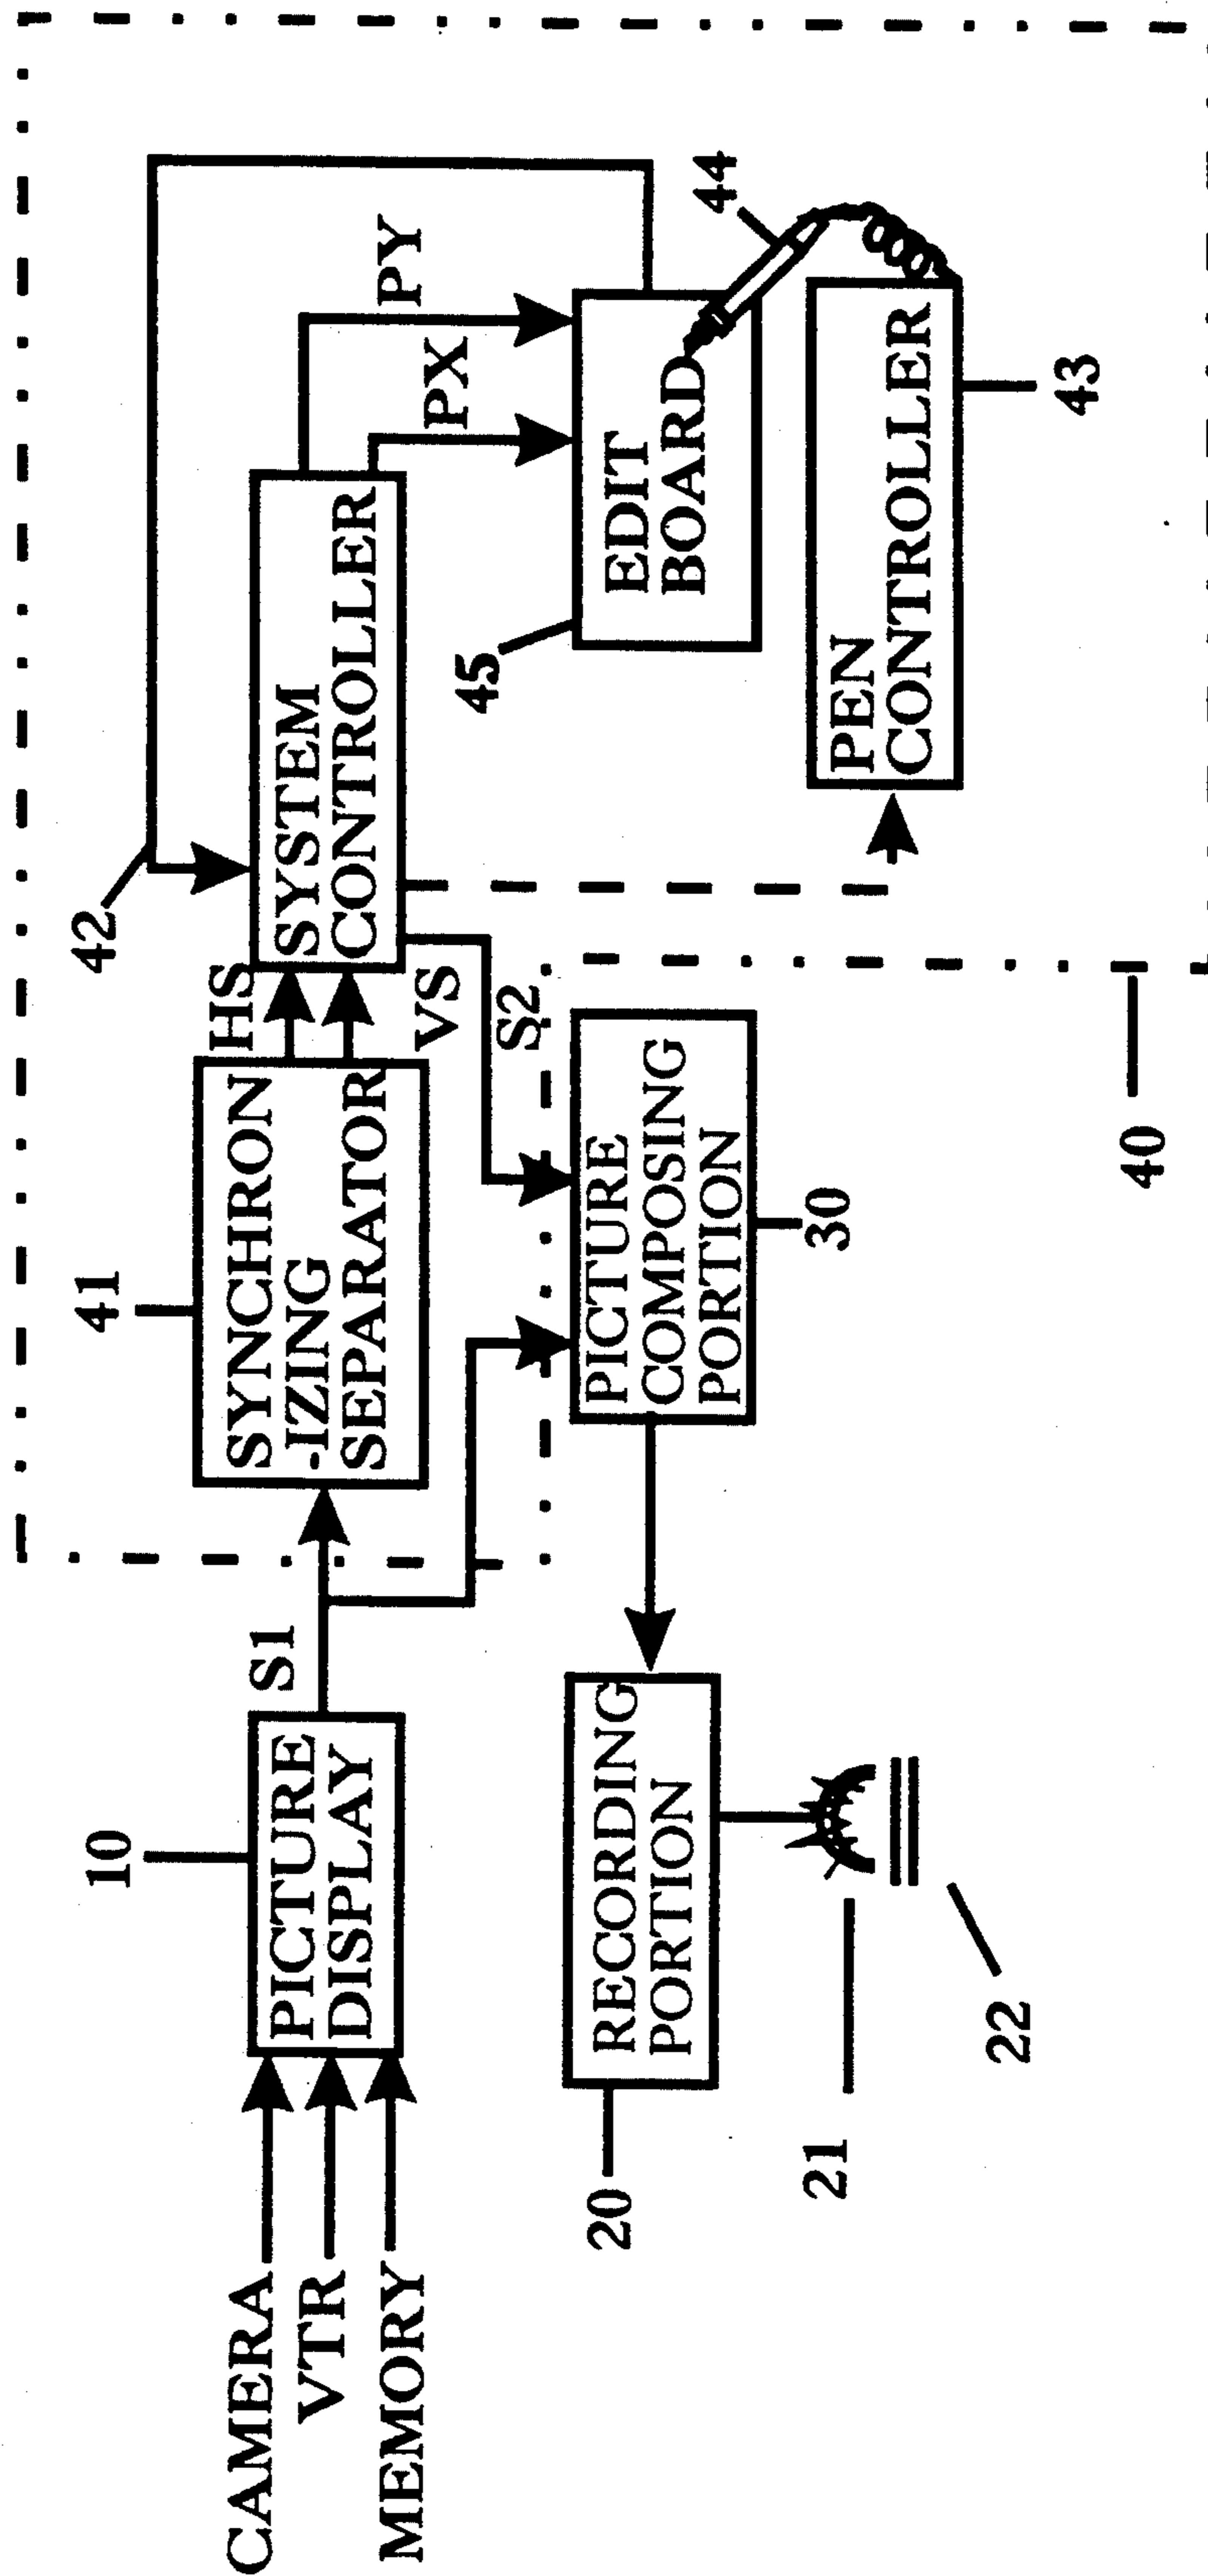 CAMERA
VTR
MEMORY
10
PICTURE
DISPLAY
S1
41
SYNCHRON
-IZING
SEPARATOR
HS
VS
42
SYSTEM
CONTROLLER
PY
PX
S2
45
EDIT
BOARD
44
PEN
CONTROLLER
43
20
RECORDING
PORTION
21
22
PICTURE
COMPOSING
PORTION
30
40